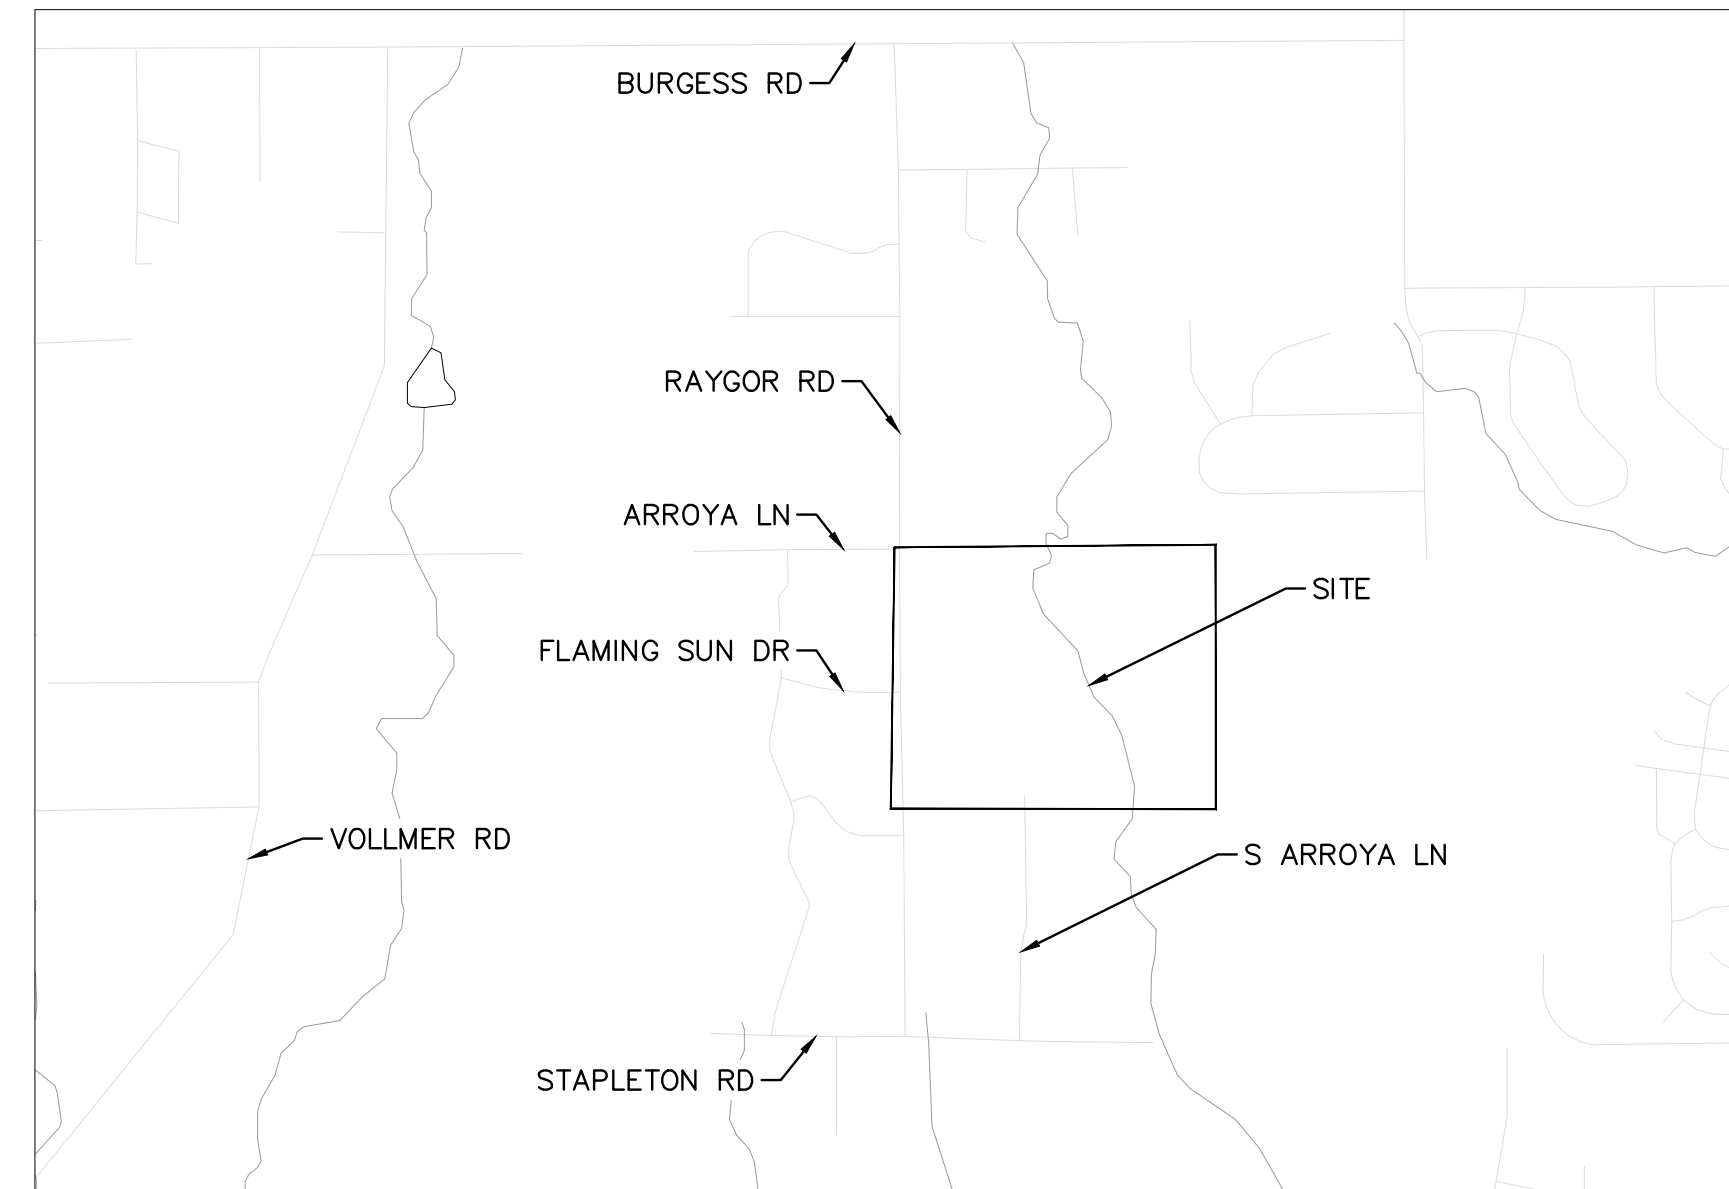 BURGESS RD
RAYGOR RD
ARROYA LN
SITE
FLAMING SUN DR
VOLLMER RD
S ARROYA LN
STAPLETON RD